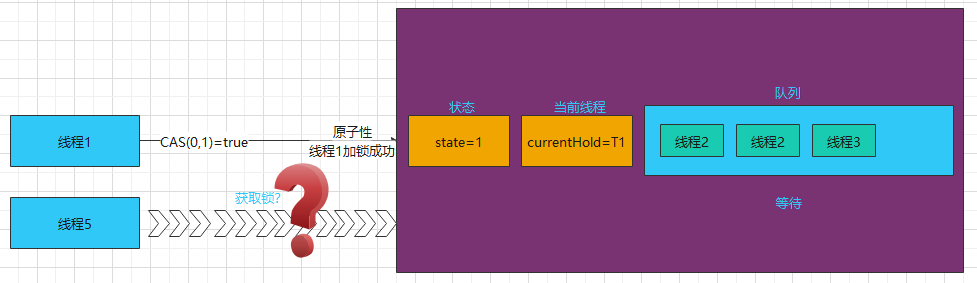 队列
状态
当前线程
线程1
CAS(0,1)=true
原子性
线程1加锁成功
state=1
currentHold=T1
线程2
线程2
线程3
获取锁?
?
线程5
等待